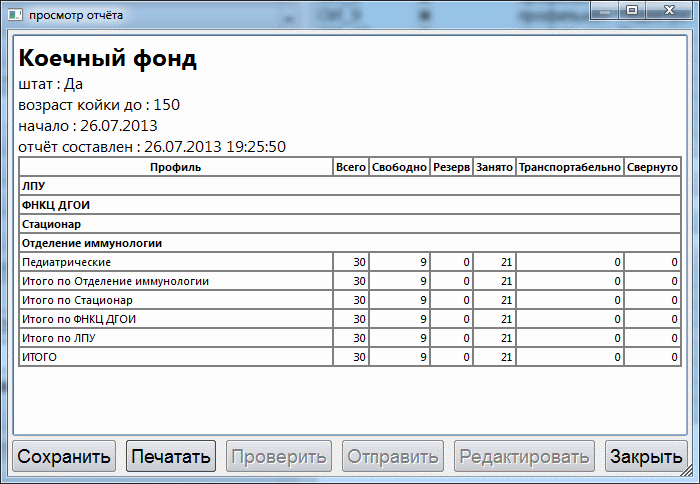 просмотр отчёта
Коечный фонд
штат : Да
возраст койки до : 150
начало : 26.07.2013
отчёт составлен : 26.07.2013 19:25:50
Профиль Всего Свободно Резерв Занято Транспортабельно Свернуто
ЛПУ
ФНКЦ ДГОИ
Стационар
Отделение иммунологии
Педиатрические 30 9 0 21 0 0
Итого по Отделение иммунологии 30 9 0 21 0 0
Итого по Стационар 30 9 0 21 0 0
Итого по ФНКЦ ДГОИ 30 9 0 21 0 0
Итого по ЛПУ 30 9 0 21 0 0
ИТОГО 30 9 0 21 0 0
Сохранить Печатать Проверить Отправить Редактировать Закрыть